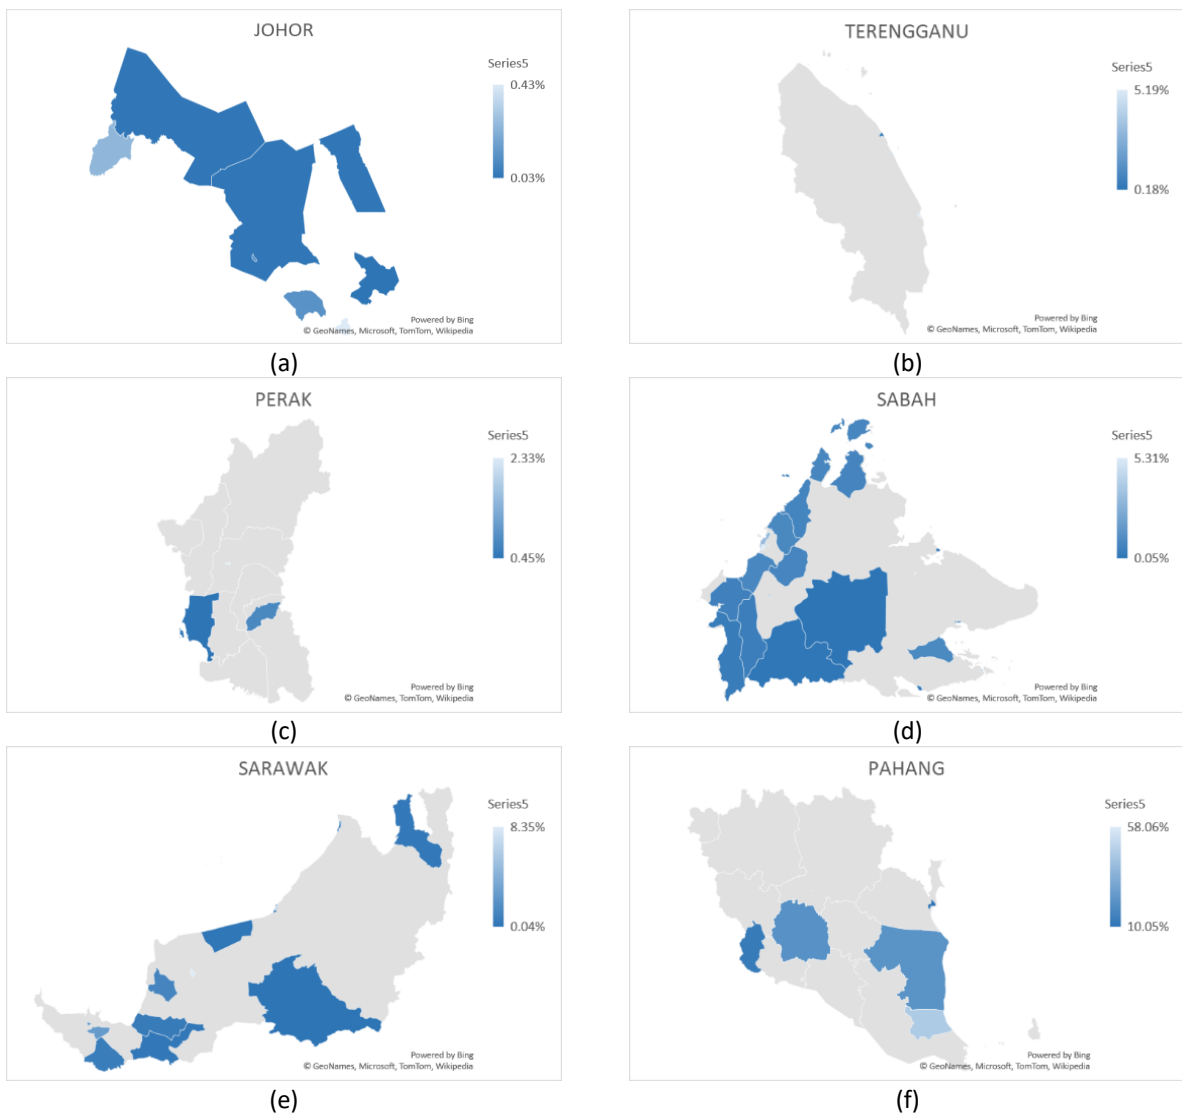 JOHOR
Series5
0.43%
0.03%
Powered by Bing
© GeoNames, Microsoft, TomTom, Wikipedia
(a)
TERENGGANU
Series5
5.19%
0.18%
Powered by Bing
© GeoNames, Microsoft, TomTom, Wikipedia
(b)
PERAK
Series5
2.33%
0.45%
Powered by Bing
© GeoNames, Microsoft, TomTom, Wikipedia
(c)
SABAH
Series5
5.31%
0.05%
Powered by Bing
© GeoNames, Microsoft, TomTom, Wikipedia
(d)
SARAWAK
Series5
8.35%
0.04%
Powered by Bing
© GeoNames, Microsoft, TomTom, Wikipedia
(e)
PAHANG
Series5
58.06%
10.05%
Powered by Bing
© GeoNames, Microsoft, TomTom, Wikipedia
(f)